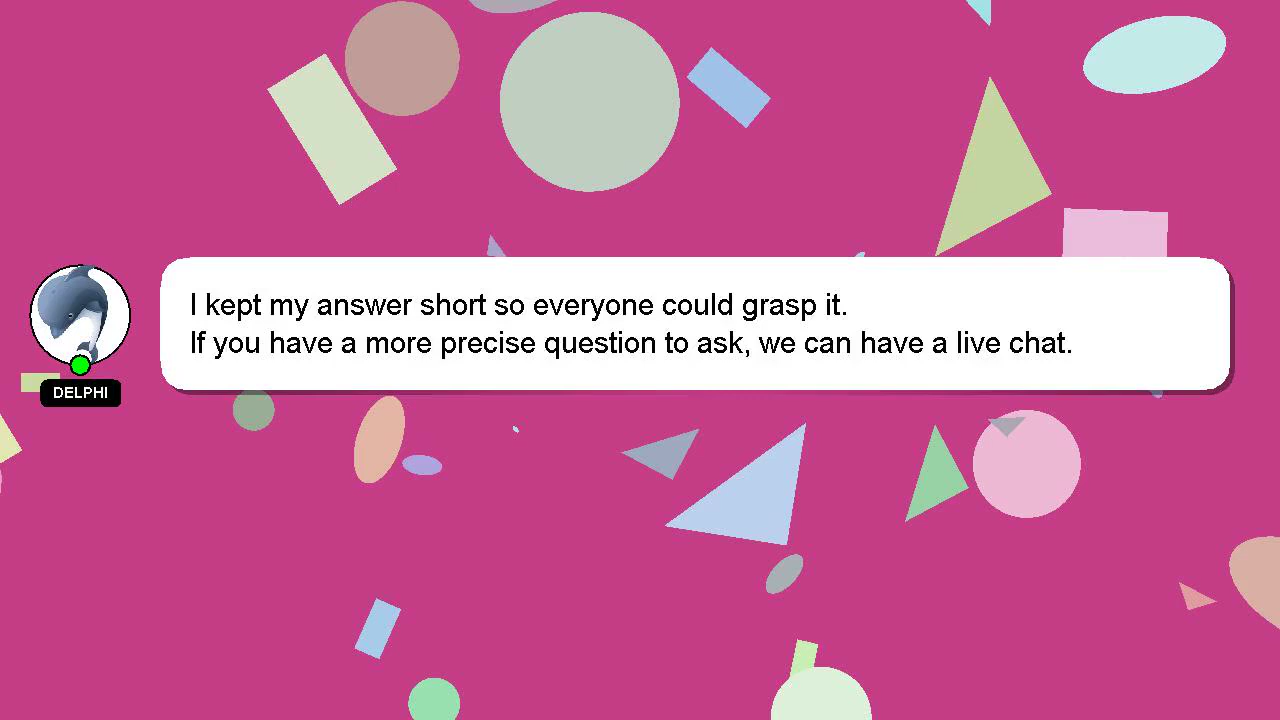 I kept my answer short so everyone could grasp it.
If you have a more precise question to ask, we can have a live chat.
DELPHI